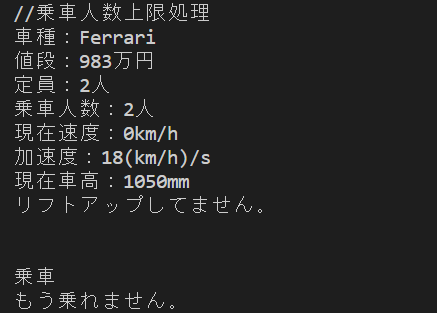 //乗車人数上限処理
車種：Ferrari
値段：983万円
定員：2人
乗車人数：2人
現在速度：0km/h
加速度：18(km/h)/s
現在車高：1050mm
リフトアップしてません。
乗車
もう乗れません。